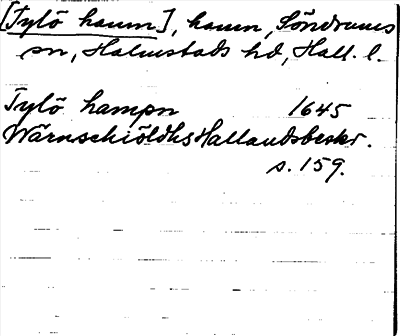 [Tylö hamn], hamn, Söndrums
sn, Halmstads hd, Hall. l.
Tylö hampn 1645
Wärnschiöldhs Hallandsbeskr.
s. 159.